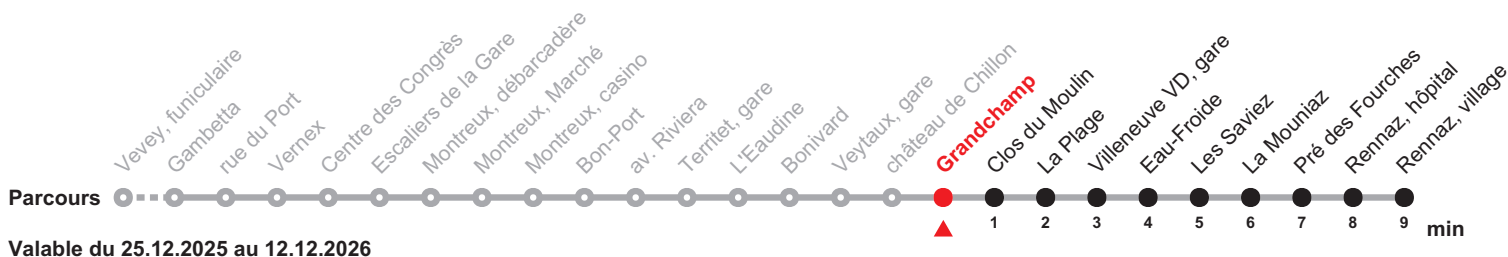 Vevey, funiculaire
Gambetta
rue du Port
Vernex
Centre des Congrès
Escaliers de la Gare
Montreux, débarcadère
Montreux, Marché
Montreux, casino
Bon-Port
av. Riviera
Territet, gare
L'Eaudine
Bonivard
Veytaux, gare
château de Chillon
Grandchamp
Clos du Moulin
La Plage
Villeneuve VD, gare
Eau-Froide
Les Saviez
La Mouniaz
Pré des Fourches
Rennaz, hôpital
Rennaz, village
Parcours
1 2 3 4 5 6 7 8 9 min
Valable du 25.12.2025 au 12.12.2026